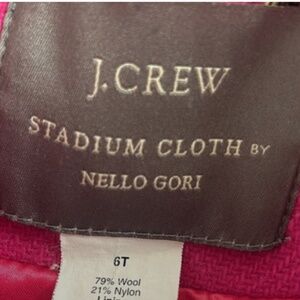 J.CREW
STADIUM CLOTH BY
NELLO GORI
6T
79% Wool
21% Nylon